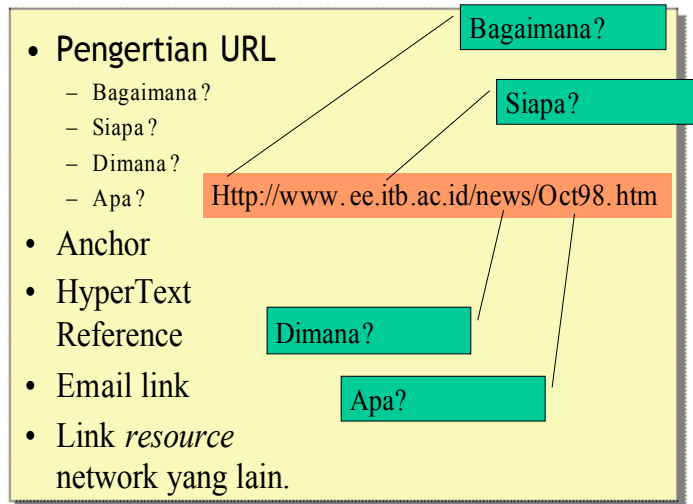 • Pengertian URL
– Bagaimana?
– Siapa?
– Dimana?
– Apa?
• Anchor
• HyperText
Reference
• Email link
• Link resource
network yang lain.
Bagaimana?
Siapa?
Http://www. ee.itb.ac.id/news/Oct98. htm
Dimana?
Apa?